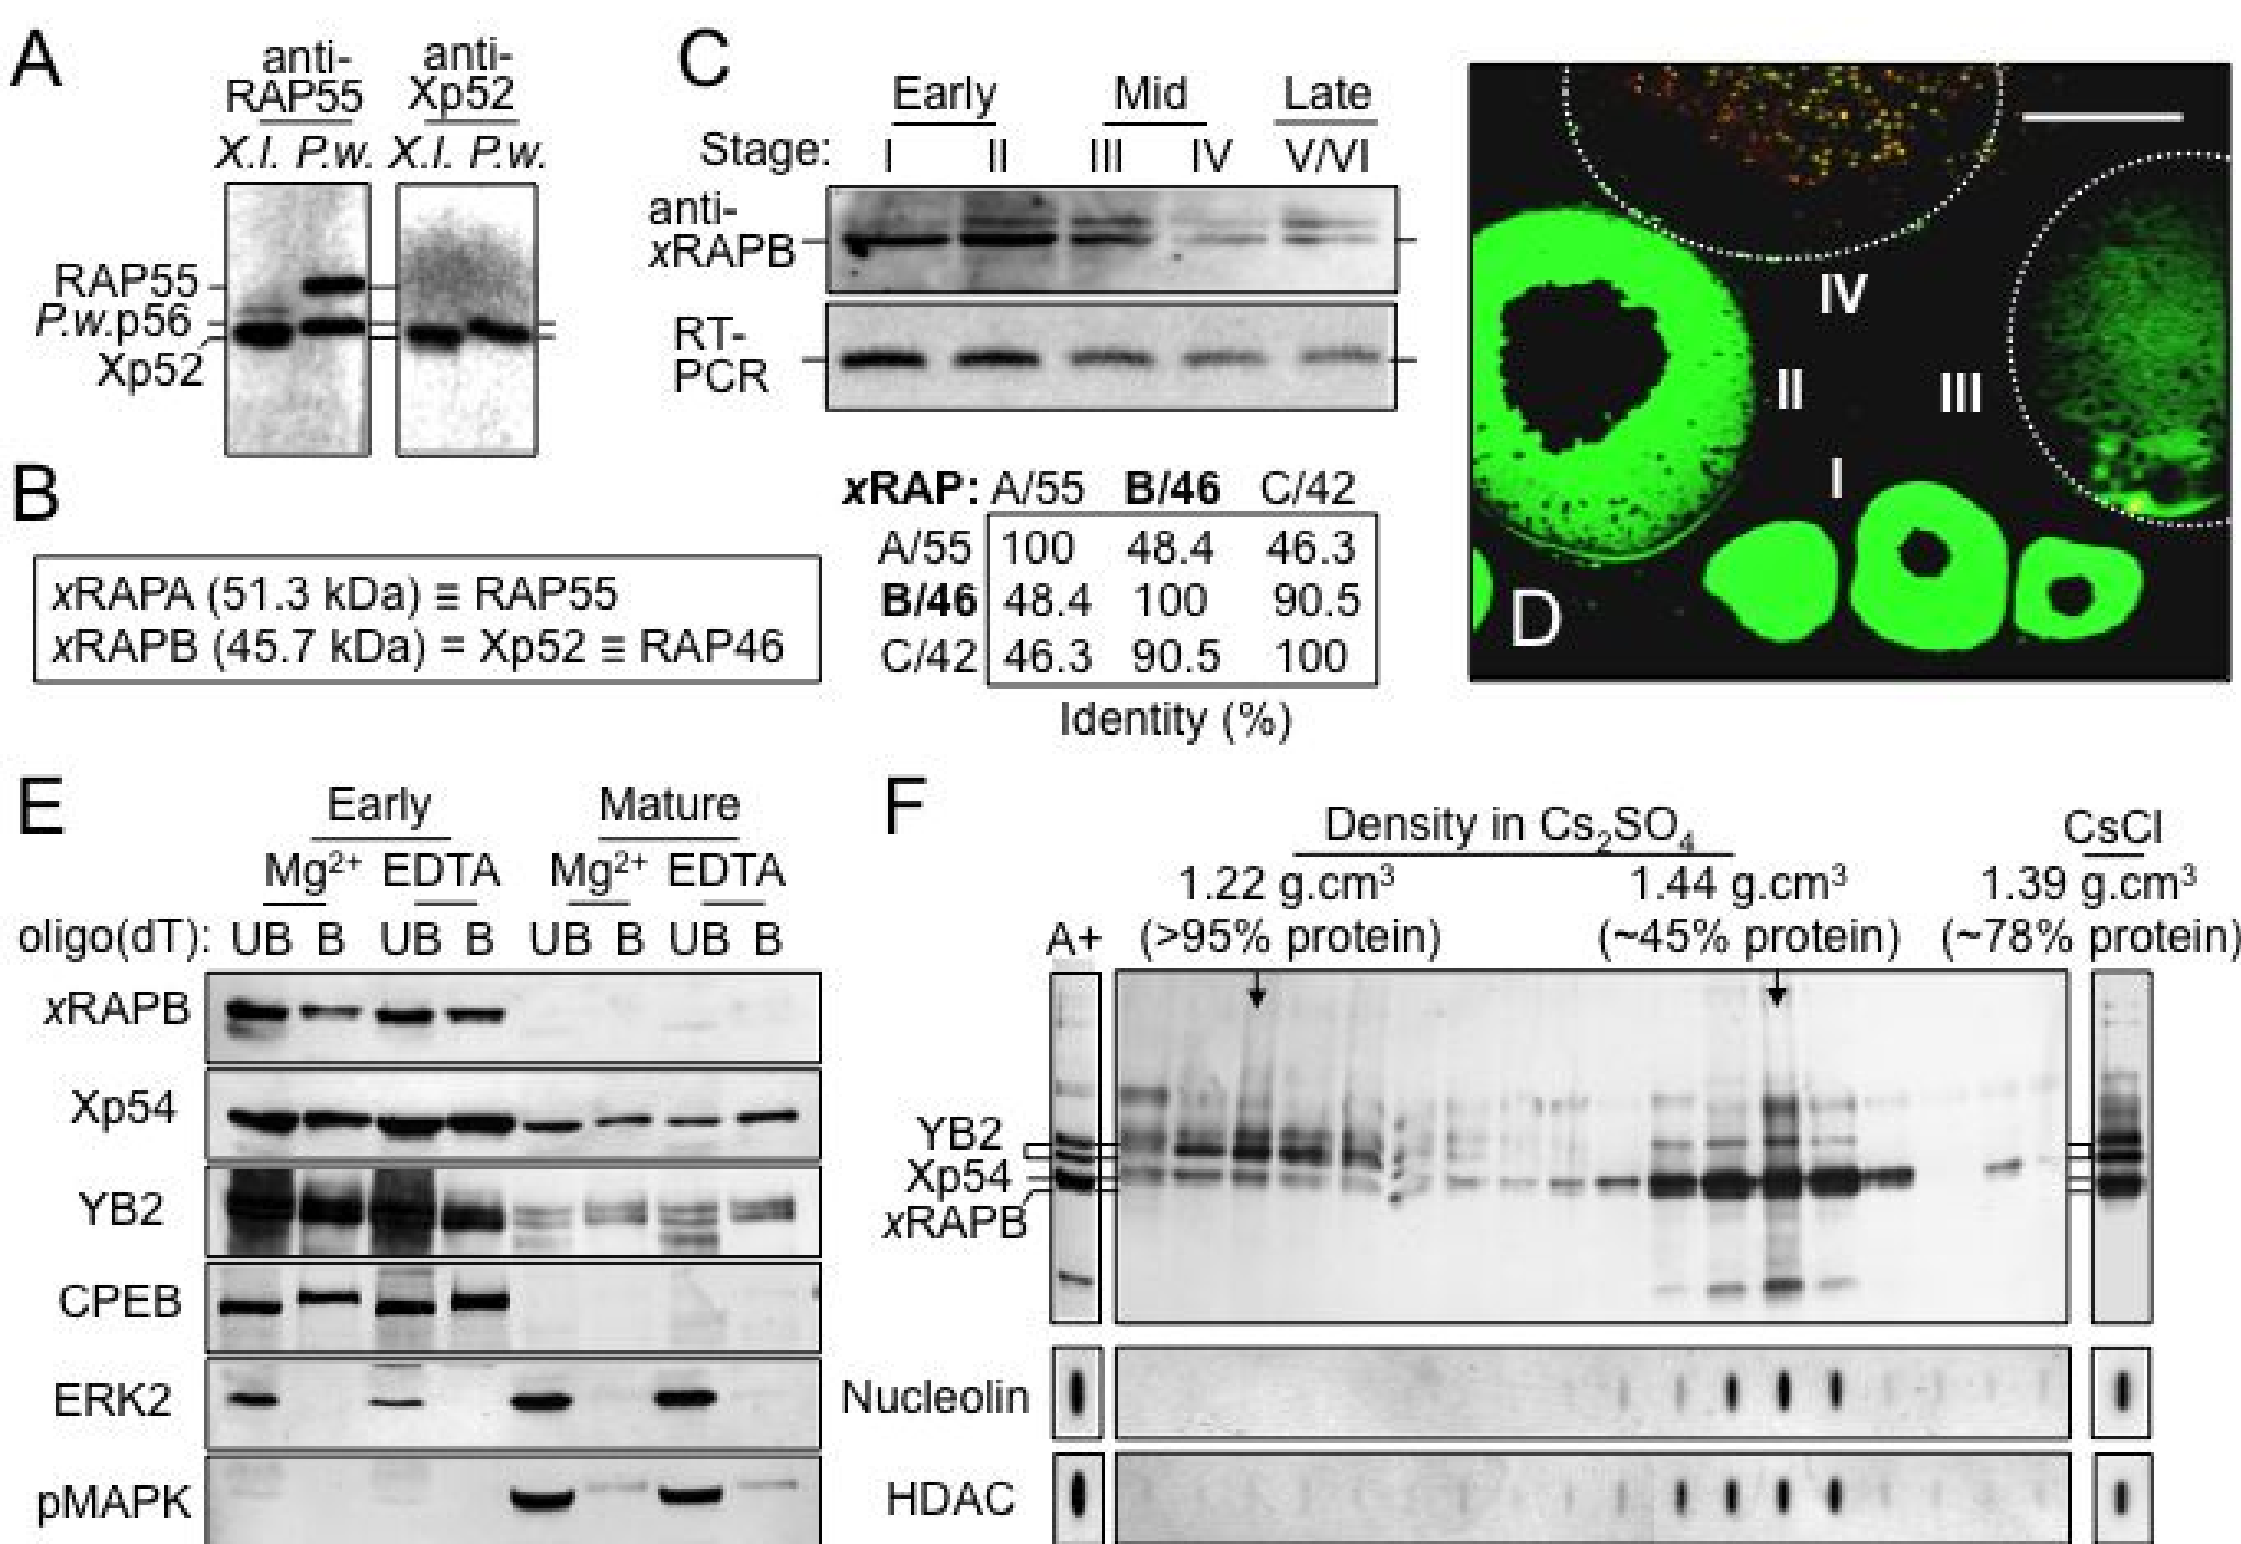 A
anti-
RAP55
anti-
Xp52
X.l. P.w. X.l. P.w.
RAP55
P.w.p56
Xp52
B
xRAPA (51.3 kDa) ≡ RAP55
xRAPB (45.7 kDa) = Xp52 ≡ RAP46
C
Early Mid Late
Stage: I II III IV V/VI
anti-
xRAPB
RT-
PCR
xRAP: A/55 B/46 C/42
A/55 100 48.4 46.3
B/46 48.4 100 90.5
C/42 46.3 90.5 100
Identity (%)
IV
II
III
I
D
E
Early Mature
Mg2+ EDTA Mg2+ EDTA
oligo(dT): UB B UB B UB B UB B
xRAPB
Xp54
YB2
CPEB
ERK2
pMAPK
F
Density in Cs2SO4 CsCl
1.22 g.cm3 1.44 g.cm3 1.39 g.cm3
A+ (>95% protein) (~45% protein) (~78% protein)
YB2
Xp54
xRAPB
Nucleolin
HDAC